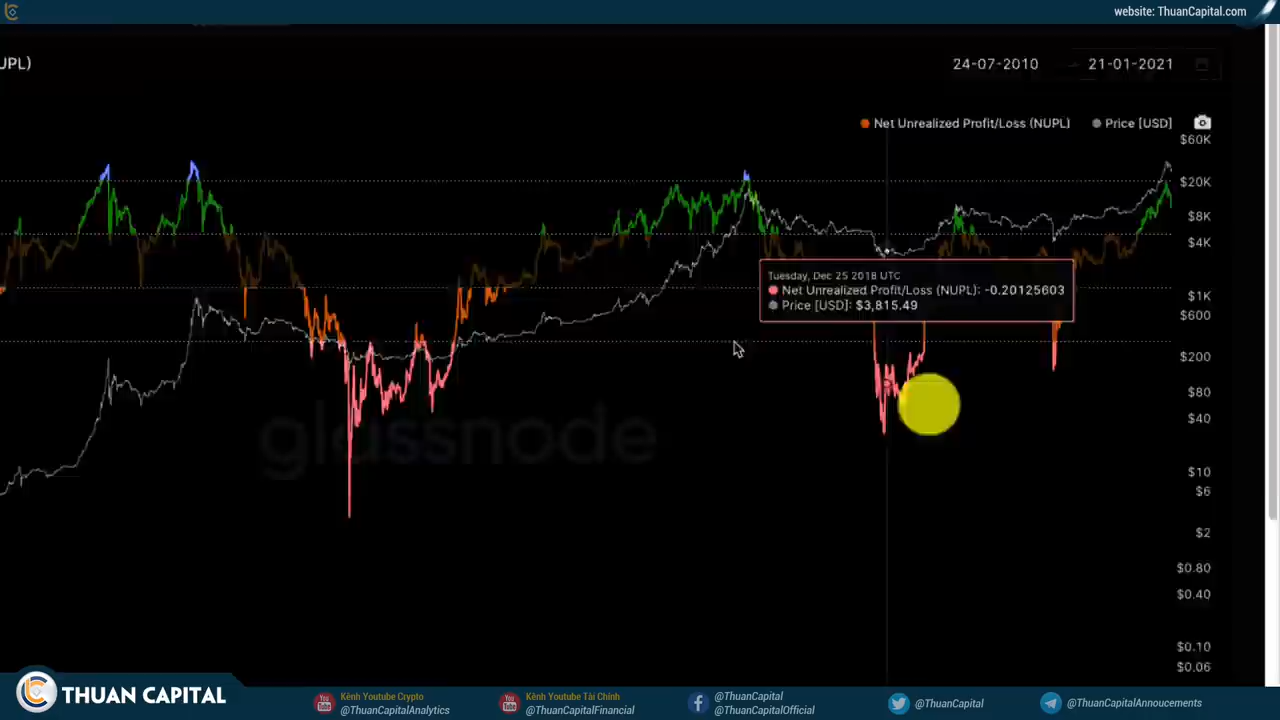 website: ThuanCapital.com
UPL)
24-07-2010
21-01-2021
Net Unrealized Profit/Loss (NUPL)
Price [USD]
$60K
$20K
$8K
$4K
$1K
$600
$200
$80
$40
$10
$6
$2
$0.80
$0.40
$0.10
$0.06
Tuesday, Dec 25 2018 UTC
Net Unrealized Profit/Loss (NUPL): -0.20125603
Price [USD]: $3,815.49
glassnode
THUAN CAPITAL
Kênh Youtube Crypto
@ThuanCapitalAnalytics
Kênh Youtube Tài Chính
@ThuanCapitalFinancial
@ThuanCapital
@ThuanCapitalOfficial
@ThuanCapital
@ThuanCapitalAnnoucements